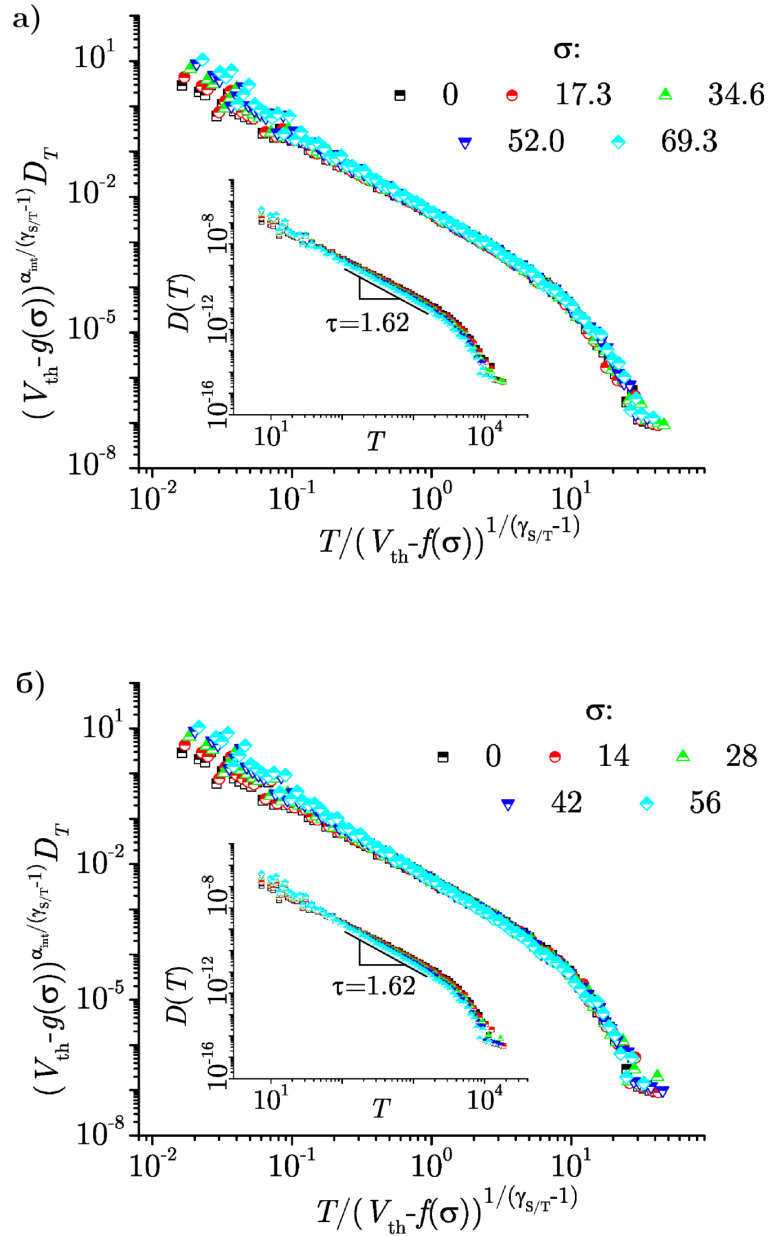 а)
σ:
0 17.3 34.6
52.0 69.3
(V_th-g(σ))^{α_int/(γ_{S/T}-1)} D_T
10^1
10^{-2}
10^{-5}
10^{-8}
D(T)
10^{-8}
10^{-12}
10^{-16}
τ=1.62
10^1 T 10^4
10^{-2} 10^{-1} 10^0 10^1
T/(V_th-f(σ))^{1/(γ_{S/T}-1)}
б)
σ:
0 14 28
42 56
(V_th-g(σ))^{α_int/(γ_{S/T}-1)} D_T
10^1
10^{-2}
10^{-5}
10^{-8}
D(T)
10^{-8}
10^{-12}
10^{-16}
τ=1.62
10^1 T 10^4
10^{-2} 10^{-1} 10^0 10^1
T/(V_th-f(σ))^{1/(γ_{S/T}-1)}